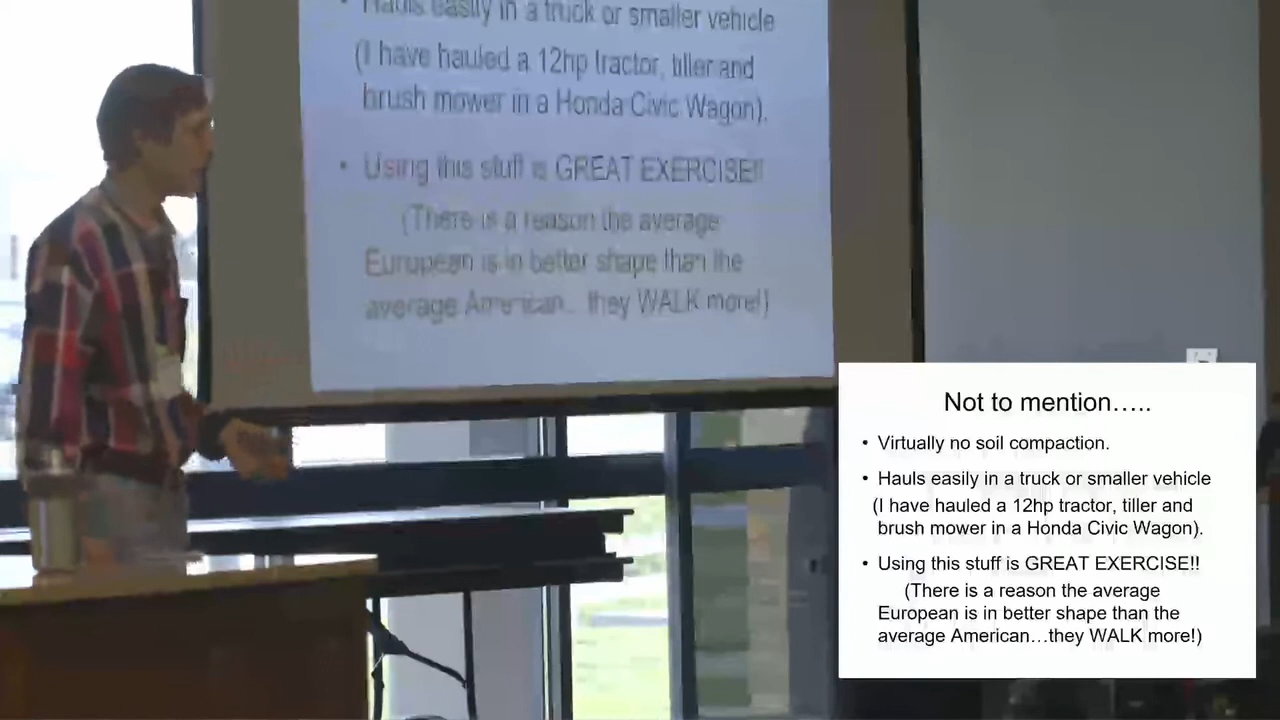 Hauls easily in a truck or smaller vehicle
(I have hauled a 12hp tractor, tiller and
brush mower in a Honda Civic Wagon).
• Using this stuff is GREAT EXERCISE!!
(There is a reason the average
European is in better shape than the
average American... they WALK more!)
Not to mention…..
• Virtually no soil compaction.
• Hauls easily in a truck or smaller vehicle
(I have hauled a 12hp tractor, tiller and
brush mower in a Honda Civic Wagon).
• Using this stuff is GREAT EXERCISE!!
(There is a reason the average
European is in better shape than the
average American…they WALK more!)